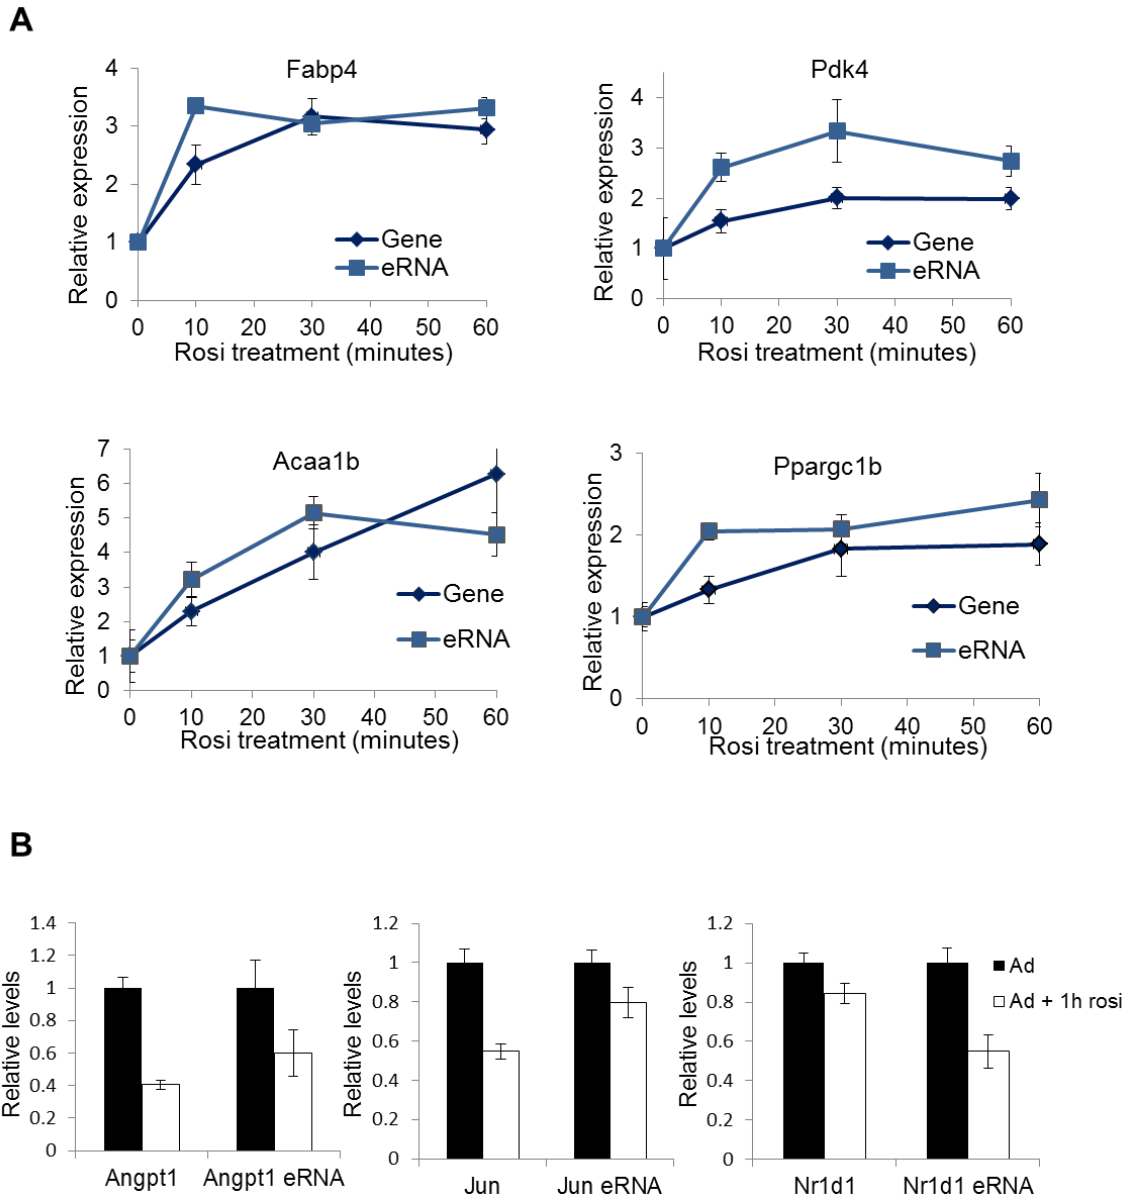 A
Fabp4
Relative expression
4
3
2
1
0
Gene
eRNA
0 10 20 30 40 50 60
Rosi treatment (minutes)
Pdk4
Relative expression
4
3
2
1
0
Gene
eRNA
0 10 20 30 40 50 60
Rosi treatment (minutes)
Acaa1b
Relative expression
7
6
5
4
3
2
1
0
Gene
eRNA
0 10 20 30 40 50 60
Rosi treatment (minutes)
Ppargc1b
Relative expression
3
2
1
0
Gene
eRNA
0 10 20 30 40 50 60
Rosi treatment (minutes)
B
Relative levels
1.4
1.2
1
0.8
0.6
0.4
0.2
0
Angpt1 Angpt1 eRNA
Relative levels
1.2
1
0.8
0.6
0.4
0.2
0
Jun Jun eRNA
Relative levels
1.2
1
0.8
0.6
0.4
0.2
0
Nr1d1 Nr1d1 eRNA
Ad
Ad + 1h rosi